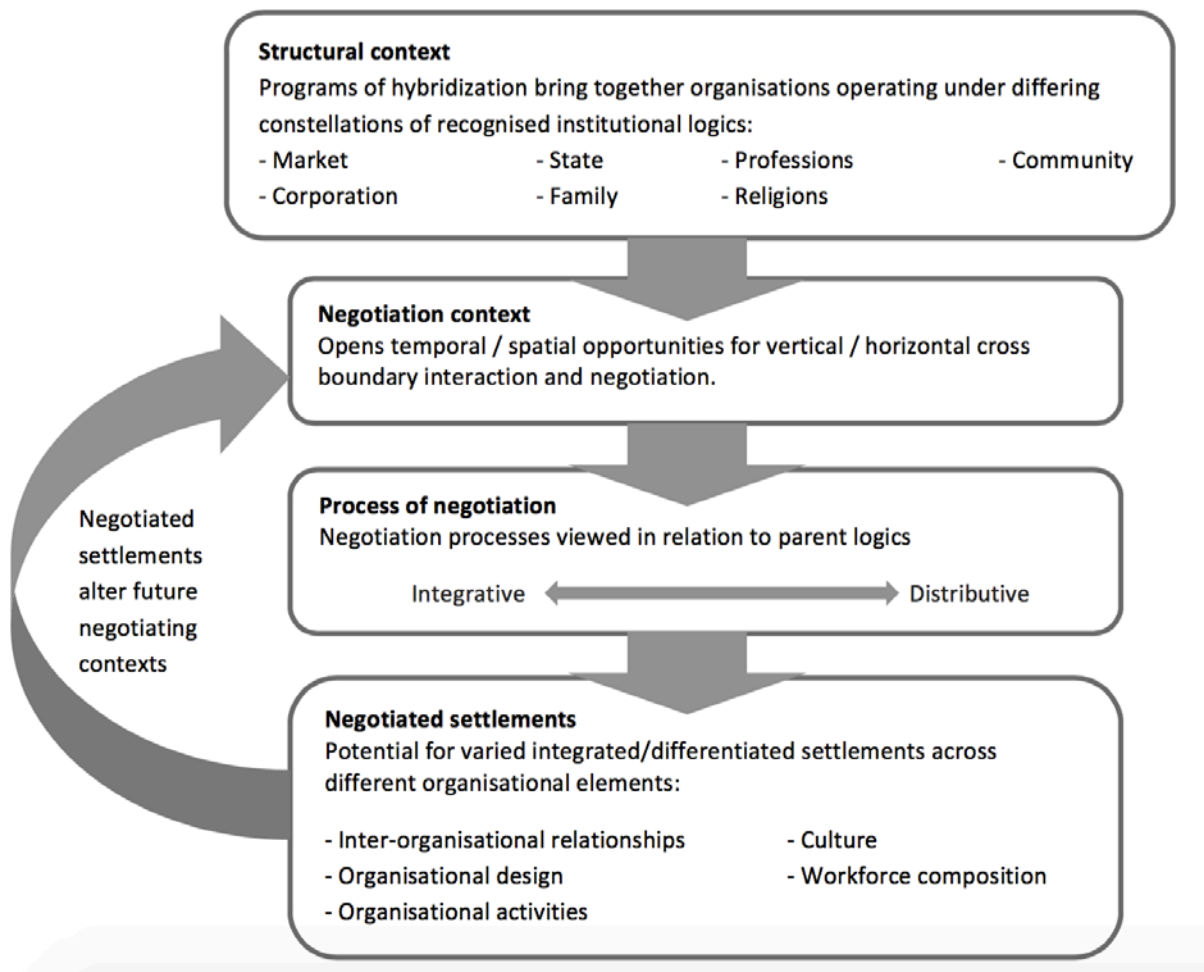 Structural context
Programs of hybridization bring together organisations operating under differing
constellations of recognised institutional logics:
- Market - State - Professions - Community
- Corporation - Family - Religions
Negotiation context
Opens temporal / spatial opportunities for vertical / horizontal cross
boundary interaction and negotiation.
Process of negotiation
Negotiation processes viewed in relation to parent logics
Integrative Distributive
Negotiated
settlements
alter future
negotiating
contexts
Negotiated settlements
Potential for varied integrated/differentiated settlements across
different organisational elements:
- Inter-organisational relationships - Culture
- Organisational design - Workforce composition
- Organisational activities